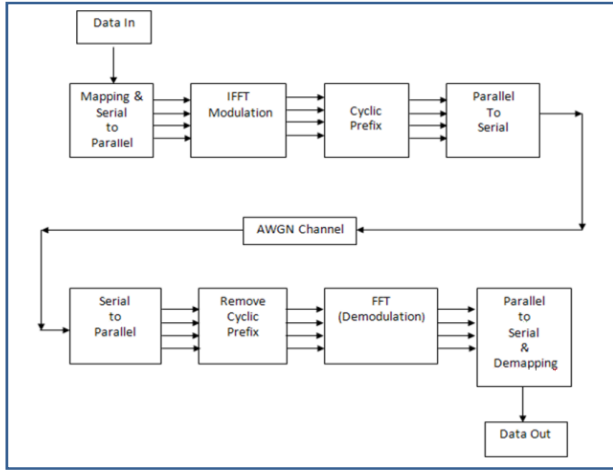 Data In
Mapping &
Serial
to
Parallel
IFFT
Modulation
Cyclic
Prefix
Parallel
To
Serial
AWGN Channel
Serial
to
Parallel
Remove
Cyclic
Prefix
FFT
(Demodulation)
Parallel
to
Serial
&
Demapping
Data Out